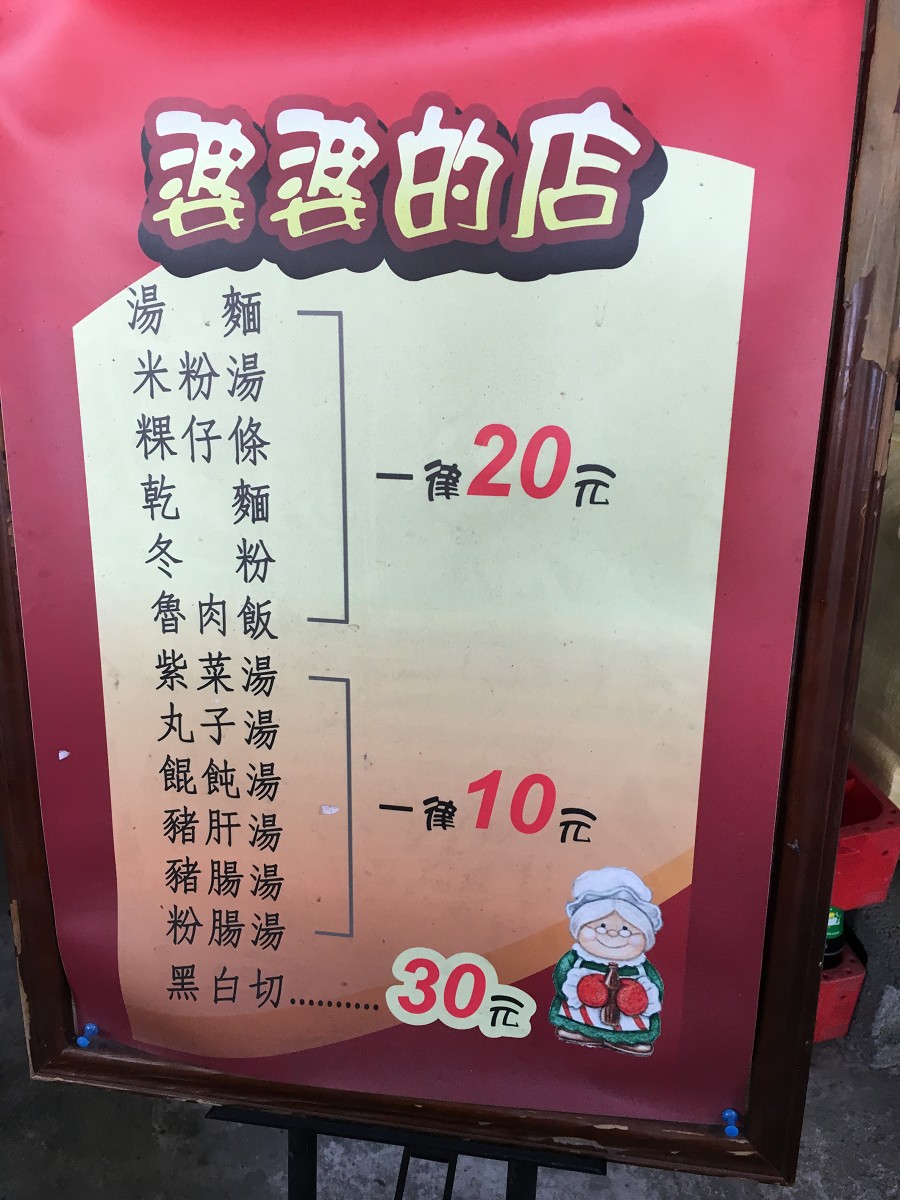 婆婆的店
湯 麵
米粉湯
粿仔條
乾 麵
冬 粉
魯肉飯
一律20元
紫菜湯
丸子湯
餛飩湯
豬肝湯
豬腸湯
粉腸湯
一律10元
黑白切..........30元